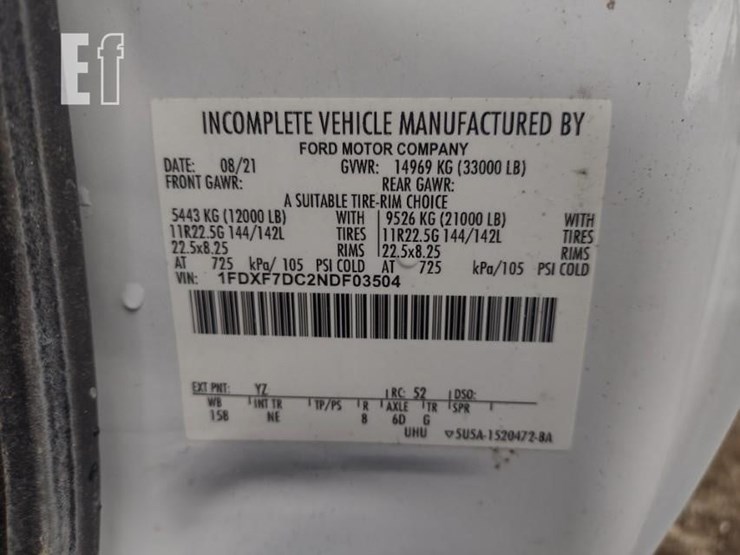 Ef
INCOMPLETE VEHICLE MANUFACTURED BY
FORD MOTOR COMPANY
DATE: 08/21 GVWR: 14969 KG (33000 LB)
FRONT GAWR: REAR GAWR:
A SUITABLE TIRE-RIM CHOICE
5443 KG (12000 LB) WITH 9526 KG (21000 LB) WITH
11R22.5G 144/142L TIRES 11R22.5G 144/142L TIRES
22.5x8.25 RIMS 22.5x8.25 RIMS
AT 725 kPa/ 105 PSI COLD AT 725 kPa/105 PSI COLD
VIN: 1FDXF7DC2NDF03504
EXT PNT: YZ RC: 52 DSO:
WB INT TR TP/PS R AXLE TR SPR
158 NE 8 6D G
UHU ▽5U5A-1520472-BA